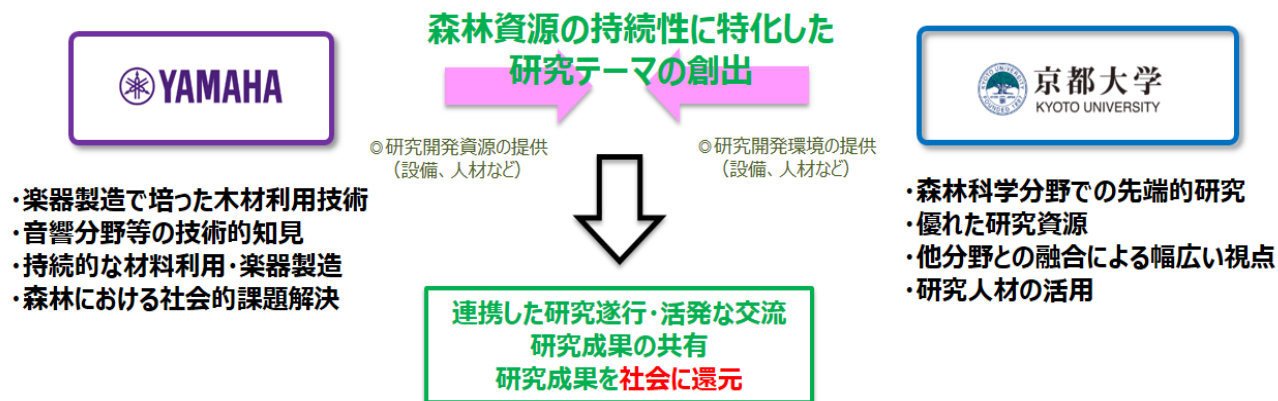 森林資源の持続性に特化した
研究テーマの創出
YAMAHA
京都大学
KYOTO UNIVERSITY
◎研究開発資源の提供
（設備、人材など）
◎研究開発環境の提供
（設備、人材など）
・楽器製造で培った木材利用技術
・音響分野等の技術的知見
・持続的な材料利用・楽器製造
・森林における社会的課題解決
・森林科学分野での先端的研究
・優れた研究資源
・他分野との融合による幅広い視点
・研究人材の活用
連携した研究遂行・活発な交流
研究成果の共有
研究成果を社会に還元